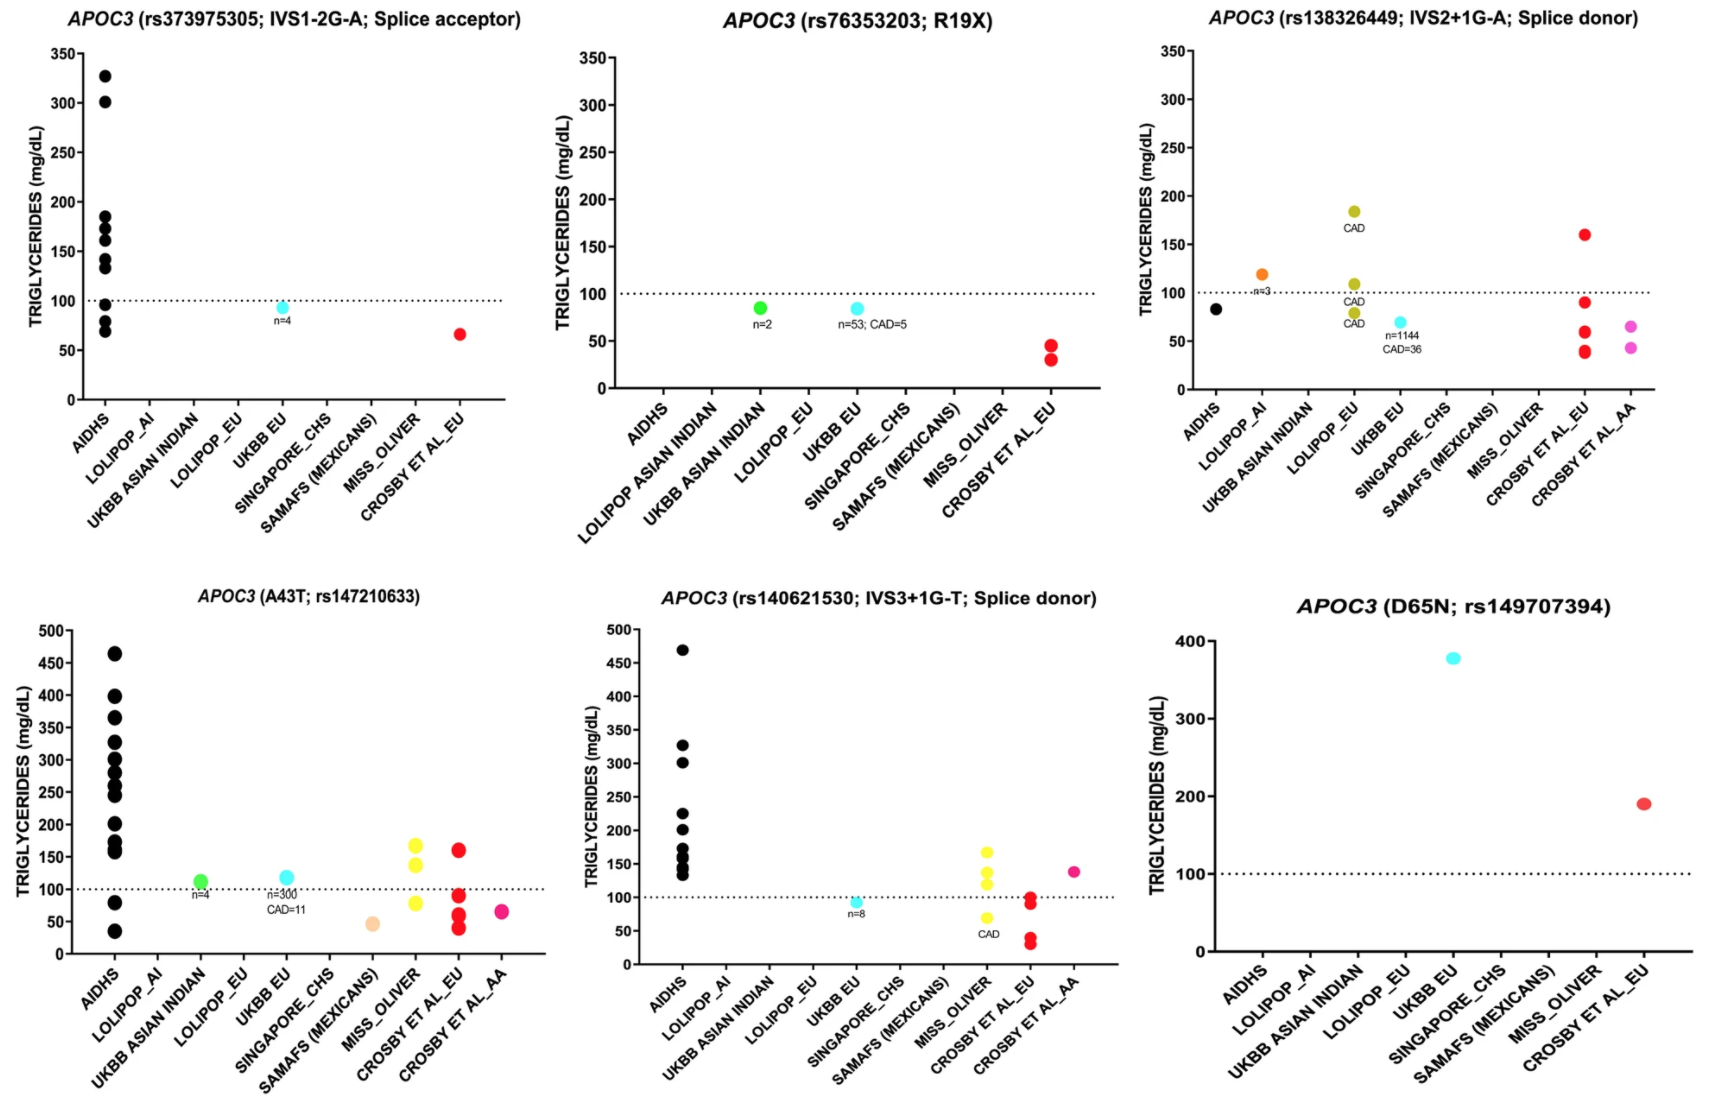 APOC3 (rs373975305; IVS1-2G-A; Splice acceptor)
TRIGLYCERIDES (mg/dL)
350
300
250
200
150
100
50
0
n=4
AIDHS
LOLIPOP_AI
UKBB ASIAN INDIAN
LOLIPOP_EU
UKBB EU
SINGAPORE_CHS
SAMAFS (MEXICANS)
MISS_OLIVER
CROSBY ET AL_EU
APOC3 (rs76353203; R19X)
TRIGLYCERIDES (mg/dL)
350
300
250
200
150
100
50
0
n=2
n=53; CAD=5
AIDHS
LOLIPOP ASIAN INDIAN
UKBB ASIAN INDIAN
LOLIPOP_EU
UKBB EU
SINGAPORE_CHS
SAMAFS (MEXICANS)
MISS_OLIVER
CROSBY ET AL_EU
APOC3 (rs138326449; IVS2+1G-A; Splice donor)
TRIGLYCERIDES (mg/dL)
350
300
250
200
150
100
50
0
n=3
CAD
CAD
CAD
n=1144
CAD=36
AIDHS
LOLIPOP_AI
UKBB ASIAN INDIAN
LOLIPOP_EU
UKBB EU
SINGAPORE_CHS
SAMAFS (MEXICANS)
MISS_OLIVER
CROSBY ET AL_EU
CROSBY ET AL_AA
APOC3 (A43T; rs147210633)
TRIGLYCERIDES (mg/dL)
500
450
400
350
300
250
200
150
100
50
0
n=4
n=300
CAD=11
AIDHS
LOLIPOP_AI
UKBB ASIAN INDIAN
LOLIPOP_EU
UKBB EU
SINGAPORE_CHS
SAMAFS (MEXICANS)
MISS_OLIVER
CROSBY ET AL_EU
CROSBY ET AL_AA
APOC3 (rs140621530; IVS3+1G-T; Splice donor)
TRIGLYCERIDES (mg/dL)
500
450
400
350
300
250
200
150
100
50
0
n=8
CAD
AIDHS
LOLIPOP_AI
UKBB ASIAN INDIAN
LOLIPOP_EU
UKBB EU
SINGAPORE_CHS
SAMAFS (MEXICANS)
MISS_OLIVER
CROSBY ET AL_EU
CROSBY ET AL_AA
APOC3 (D65N; rs149707394)
TRIGLYCERIDES (mg/dL)
400
300
200
100
0
AIDHS
LOLIPOP_AI
UKBB ASIAN INDIAN
LOLIPOP_EU
UKBB EU
SINGAPORE_CHS
SAMAFS (MEXICANS)
MISS_OLIVER
CROSBY ET AL_EU